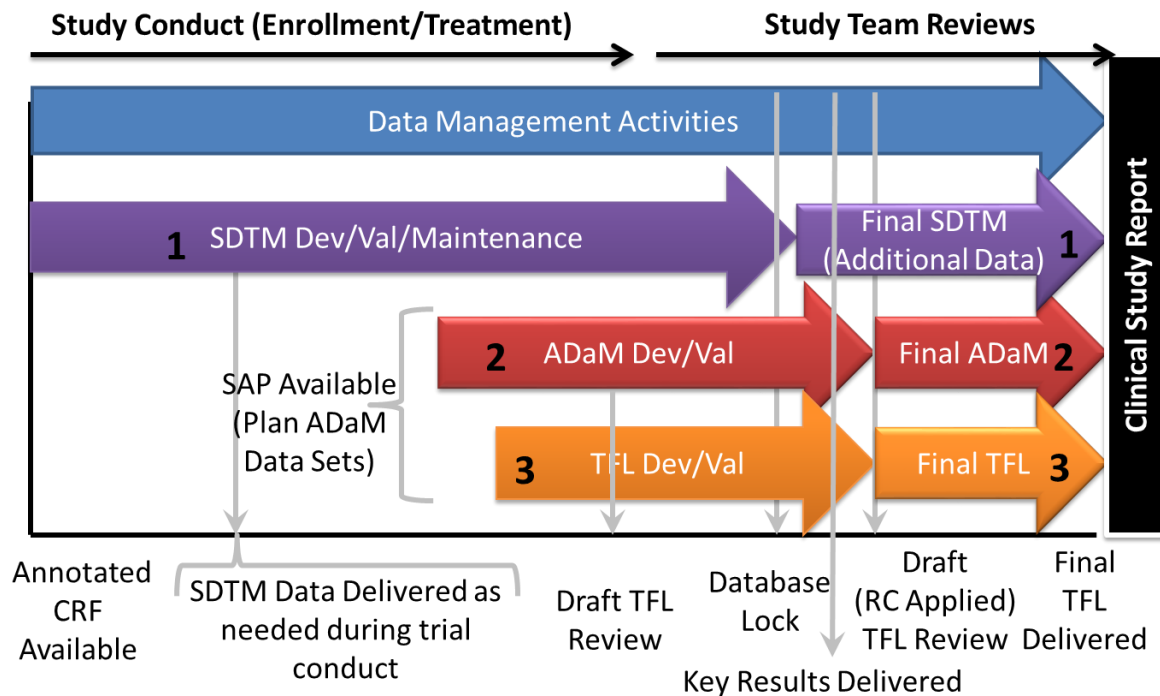 Study Conduct (Enrollment/Treatment)
Study Team Reviews
Data Management Activities
1 SDTM Dev/Val/Maintenance
Final SDTM
(Additional Data) 1
2 ADaM Dev/Val
Final ADaM 2
SAP Available
(Plan ADaM
Data Sets)
3 TFL Dev/Val
Final TFL 3
Clinical Study Report
Annotated
CRF
Available
SDTM Data Delivered as
needed during trial
conduct
Draft TFL
Review
Database
Lock
Key Results Delivered
Draft
(RC Applied)
TFL Review
Final
TFL
Delivered